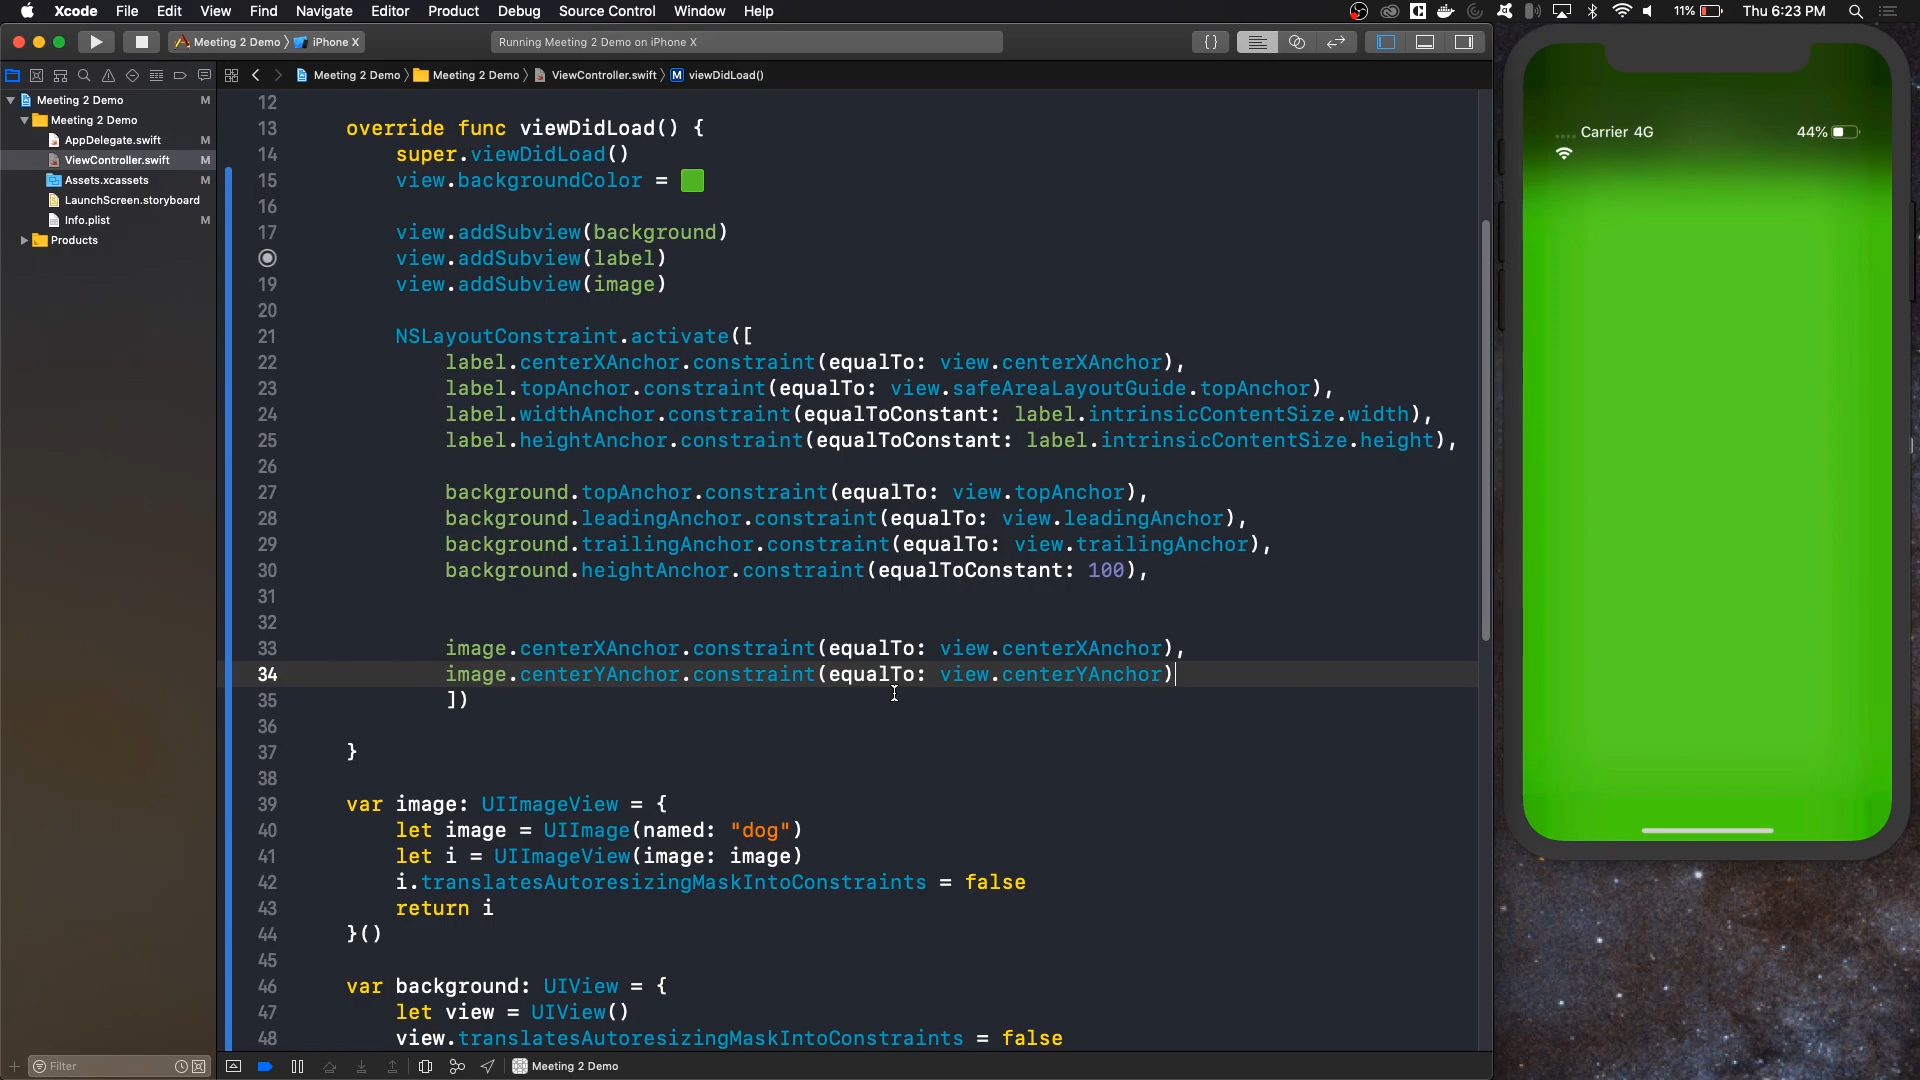 Xcode File Edit View Find Navigate Editor Product Debug Source Control Window Help 11% Thu 6:23 PM
Meeting 2 Demo iPhone X Running Meeting 2 Demo on iPhone X {}
Meeting 2 Demo Meeting 2 Demo ViewController.swift M viewDidLoad()
Meeting 2 Demo M
Meeting 2 Demo
AppDelegate.swift M
ViewController.swift M
Assets.xcassets M
LaunchScreen.storyboard
Info.plist M
Products
12
13 override func viewDidLoad() {
14 super.viewDidLoad()
15 view.backgroundColor =
16
17 view.addSubview(background)
view.addSubview(label)
19 view.addSubview(image)
20
21 NSLayoutConstraint.activate([
22 label.centerXAnchor.constraint(equalTo: view.centerXAnchor),
23 label.topAnchor.constraint(equalTo: view.safeAreaLayoutGuide.topAnchor),
24 label.widthAnchor.constraint(equalToConstant: label.intrinsicContentSize.width),
25 label.heightAnchor.constraint(equalToConstant: label.intrinsicContentSize.height),
26
27 background.topAnchor.constraint(equalTo: view.topAnchor),
28 background.leadingAnchor.constraint(equalTo: view.leadingAnchor),
29 background.trailingAnchor.constraint(equalTo: view.trailingAnchor),
30 background.heightAnchor.constraint(equalToConstant: 100),
31
32
33 image.centerXAnchor.constraint(equalTo: view.centerXAnchor),
34 image.centerYAnchor.constraint(equalTo: view.centerYAnchor)
35 ])
36
37 }
38
39 var image: UIImageView = {
40 let image = UIImage(named: "dog")
41 let i = UIImageView(image: image)
42 i.translatesAutoresizingMaskIntoConstraints = false
43 return i
44 }()
45
46 var background: UIView = {
47 let view = UIView()
48 view.translatesAutoresizingMaskIntoConstraints = false
Filter
Meeting 2 Demo
Carrier 4G 44%